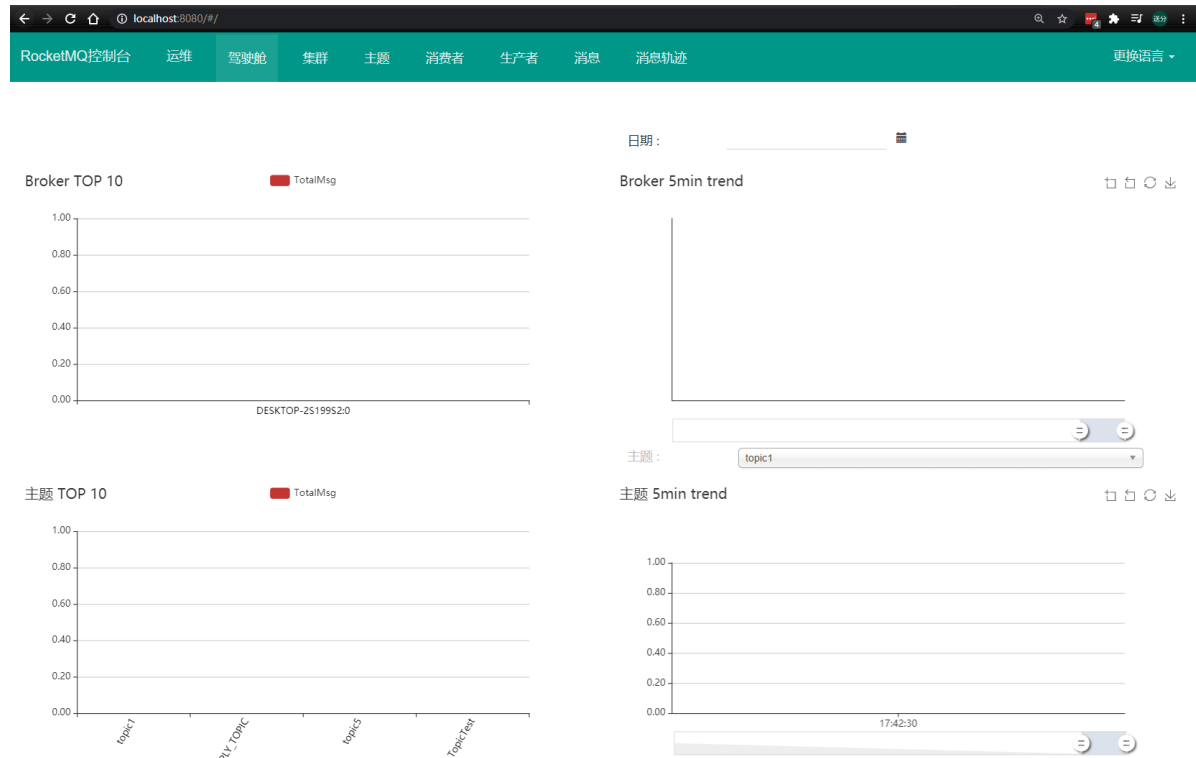 localhost:8080/#/
4
RocketMQ控制台 运维 驾驶舱 集群 主题 消费者 生产者 消息 消息轨迹 更换语言
日期 :
Broker TOP 10 TotalMsg
1.00
0.80
0.60
0.40
0.20
0.00
DESKTOP-2S199S2:0
Broker 5min trend
主题 : topic1
主题 TOP 10 TotalMsg
1.00
0.80
0.60
0.40
0.20
0.00
topic1 PLY_TOPIC topic5 TopicTest
主题 5min trend
1.00
0.80
0.60
0.40
0.20
0.00
17:42:30